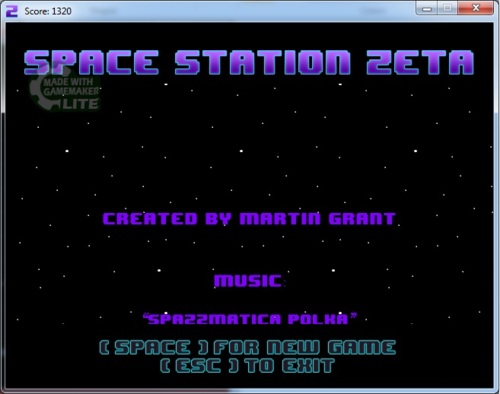 Score: 1320
SPACE STATION ZETA
MADE WITH
GAMEMAKER
LITE
CREATED BY MARTIN GRANT
MUSIC:
"SPAZZMATICA POLKA"
( SPACE ) FOR NEW GAME
( ESC ) TO EXIT